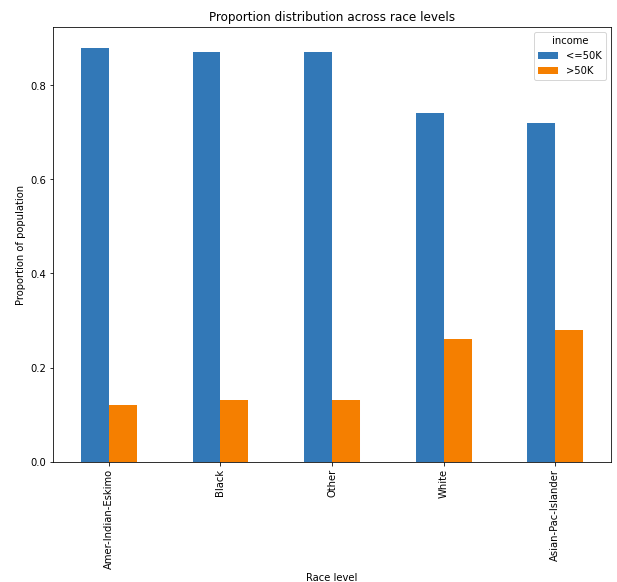 Proportion distribution across race levels
income
<=50K
>50K
Proportion of population
0.8
0.6
0.4
0.2
0.0
Amer-Indian-Eskimo
Black
Other
White
Asian-Pac-Islander
Race level